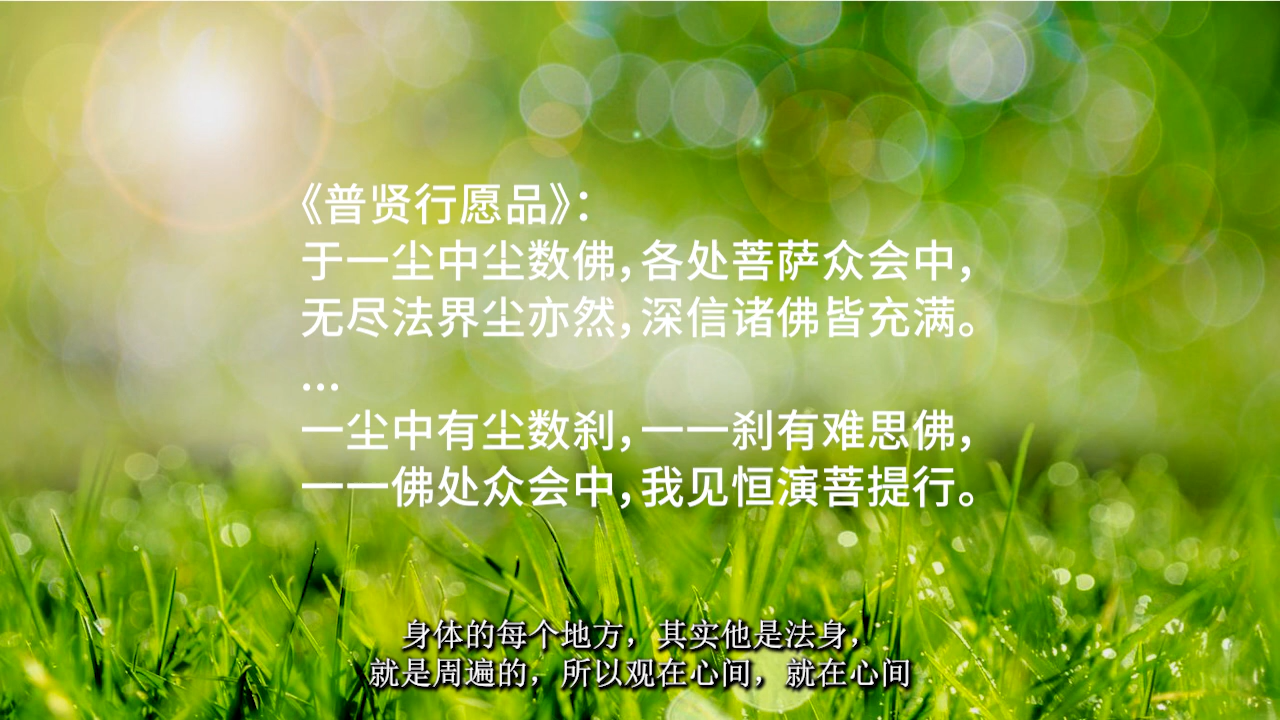 《普贤行愿品》：
于一尘中尘数佛，各处菩萨众会中，
无尽法界尘亦然，深信诸佛皆充满。
...
一尘中有尘数刹，一一刹有难思佛，
一一佛处众会中，我见恒演菩提行。
身体的每个地方，其实他是法身，
就是周遍的，所以观在心间，就在心间